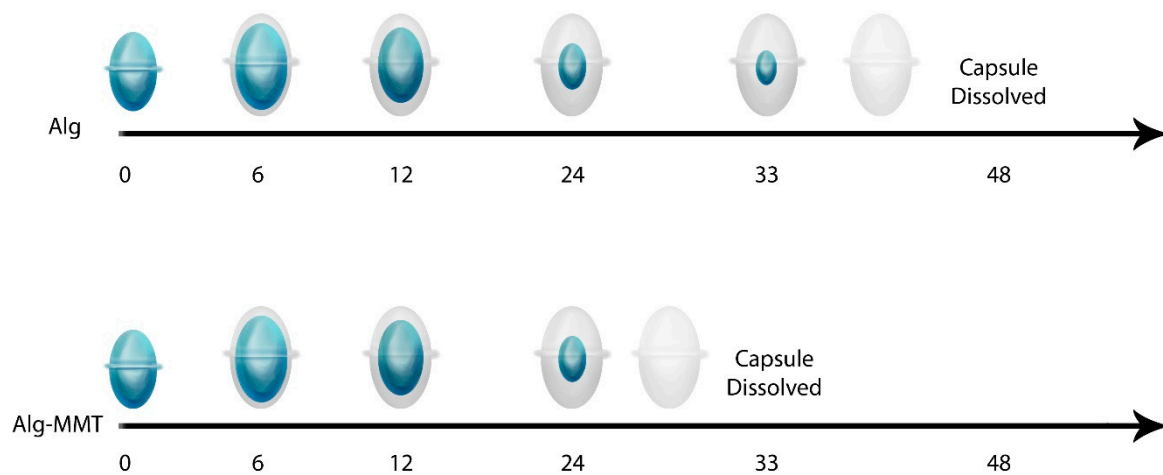 Capsule
Dissolved
Alg
0 6 12 24 33 48
Capsule
Dissolved
Alg-MMT
0 6 12 24 33 48